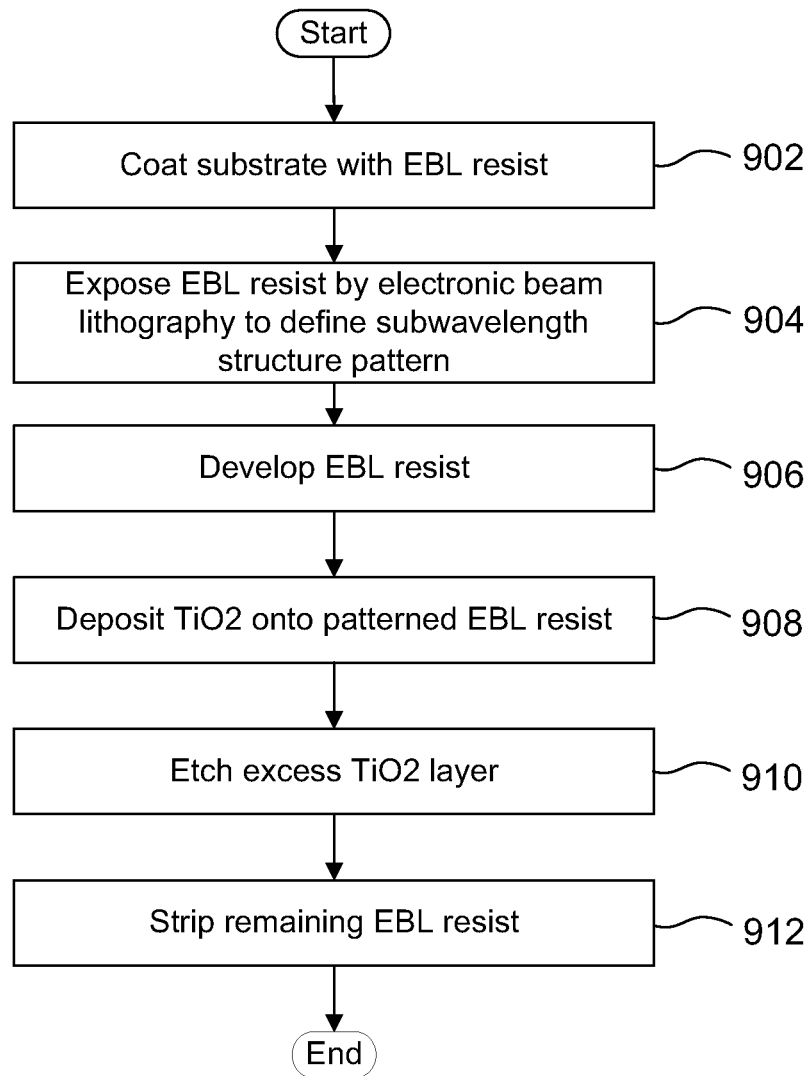 Start
Coat substrate with EBL resist
902
Expose EBL resist by electronic beam
lithography to define subwavelength
structure pattern
904
Develop EBL resist
906
Deposit TiO2 onto patterned EBL resist
908
Etch excess TiO2 layer
910
Strip remaining EBL resist
912
End